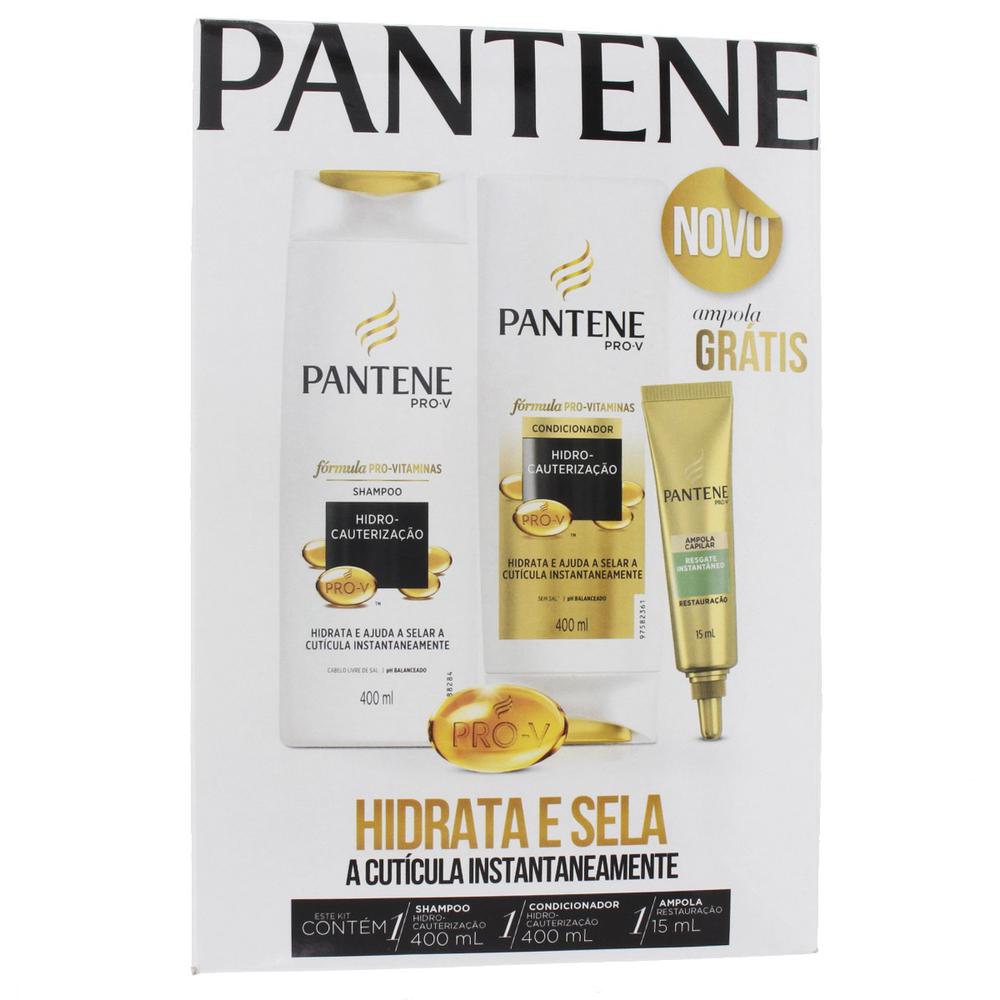 PANTENE
NOVO
ampola
GRÁTIS
PANTENE
PRO-V
fórmula PRO-VITAMINAS
SHAMPOO
HIDRO-
CAUTERIZAÇÃO
PRO-V
HIDRATA E AJUDA A SELAR A
CUTÍCULA INSTANTANEAMENTE
CABELO LIVRE DE SAL | pH BALANCEADO
400 ml
88284
PANTENE
PRO-V
fórmula PRO-VITAMINAS
CONDICIONADOR
HIDRO-
CAUTERIZAÇÃO
PRO-V
TM
HIDRATA E AJUDA A SELAR A
CUTÍCULA INSTANTANEAMENTE
SEM SAL | pH BALANCEADO
400 ml
97582361
PANTENE
PRO-V
AMPOLA
CAPILAR
RESGATE
INSTANTÂNEO
RESTAURAÇÃO
15 mL
PRO-V
HIDRATA E SELA
A CUTÍCULA INSTANTANEAMENTE
ESTE KIT
CONTÉM
1 SHAMPOO
HIDRO-
CAUTERIZAÇÃO
400 mL
1 CONDICIONADOR
HIDRO-
CAUTERIZAÇÃO
400 mL
1 AMPOLA
RESTAURAÇÃO
15 mL